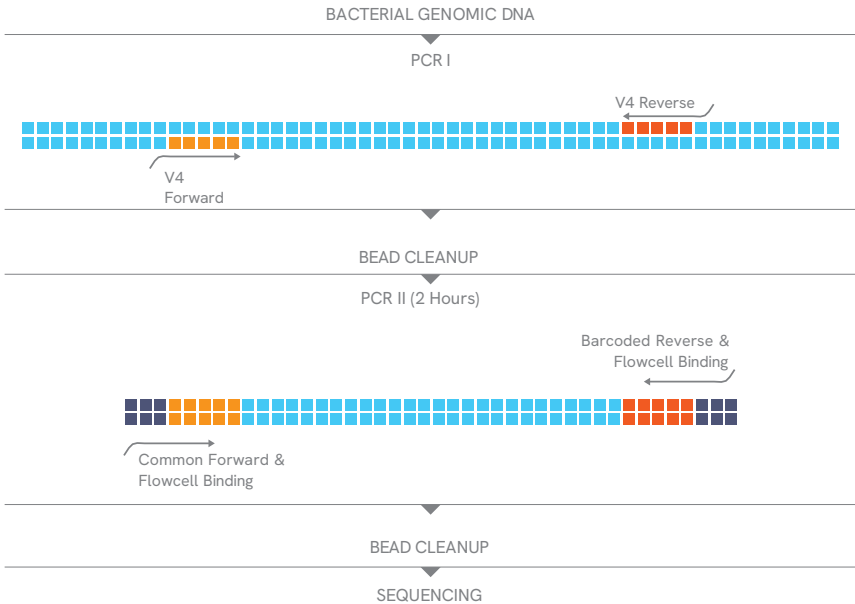 BACTERIAL GENOMIC DNA
PCR I
V4 Reverse
V4
Forward
BEAD CLEANUP
PCR II (2 Hours)
Barcoded Reverse &
Flowcell Binding
Common Forward &
Flowcell Binding
BEAD CLEANUP
SEQUENCING